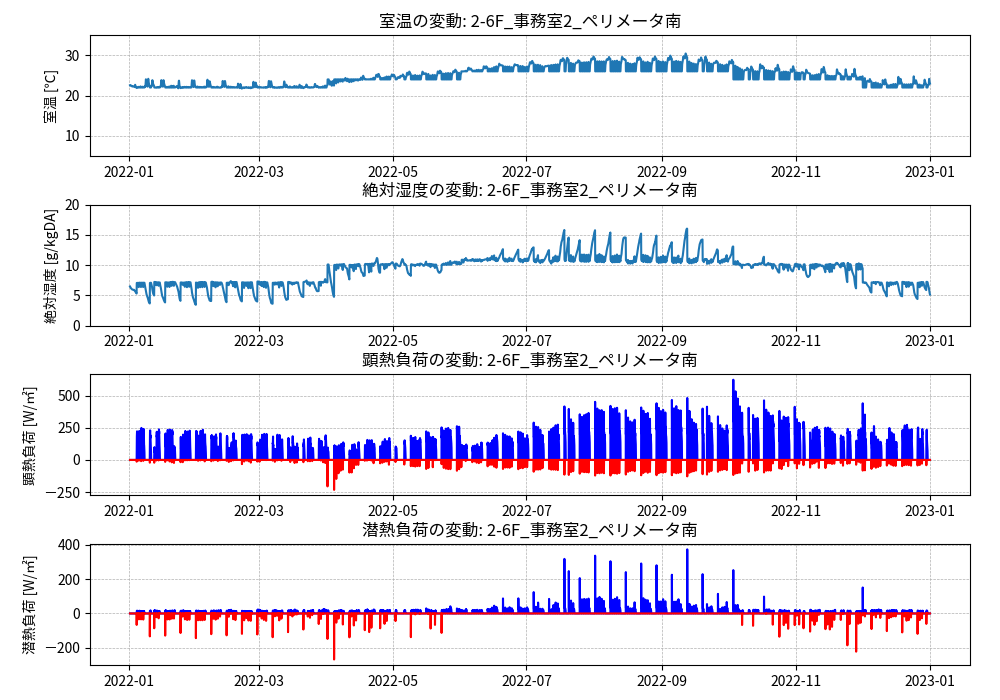 室温の変動: 2-6F_事務室2_ペリメータ南
室温 [℃]
30
20
10
2022-01 2022-03 2022-05 2022-07 2022-09 2022-11 2023-01
絶対湿度の変動: 2-6F_事務室2_ペリメータ南
絶対湿度 [g/kgDA]
20
15
10
5
0
2022-01 2022-03 2022-05 2022-07 2022-09 2022-11 2023-01
顕熱負荷の変動: 2-6F_事務室2_ペリメータ南
顕熱負荷 [W/㎡]
500
250
0
−250
2022-01 2022-03 2022-05 2022-07 2022-09 2022-11 2023-01
潜熱負荷の変動: 2-6F_事務室2_ペリメータ南
潜熱負荷 [W/㎡]
400
200
0
−200
2022-01 2022-03 2022-05 2022-07 2022-09 2022-11 2023-01